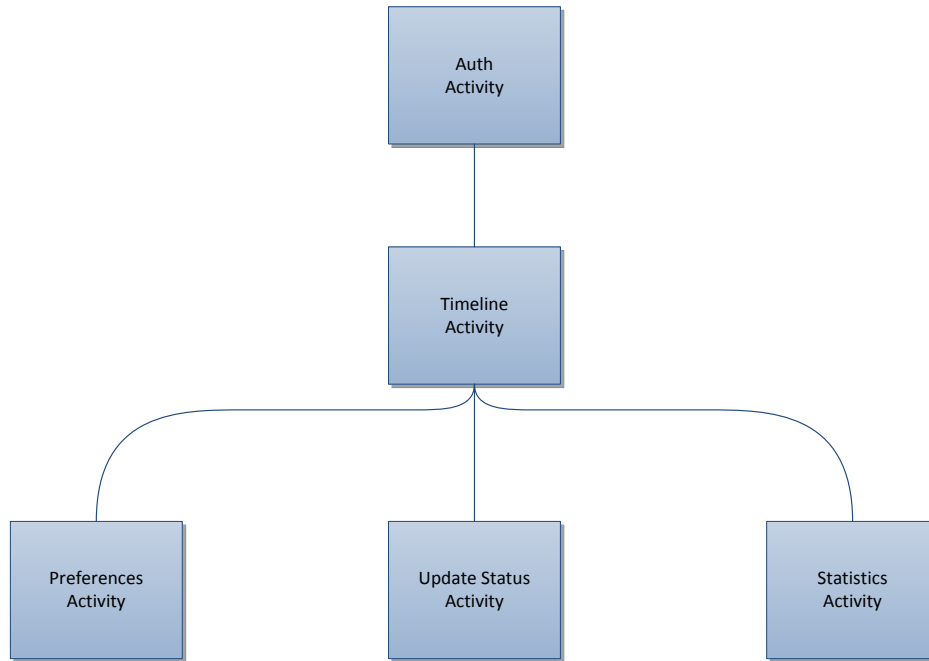 Auth
Activity
Timeline
Activity
Preferences
Activity
Update Status
Activity
Statistics
Activity